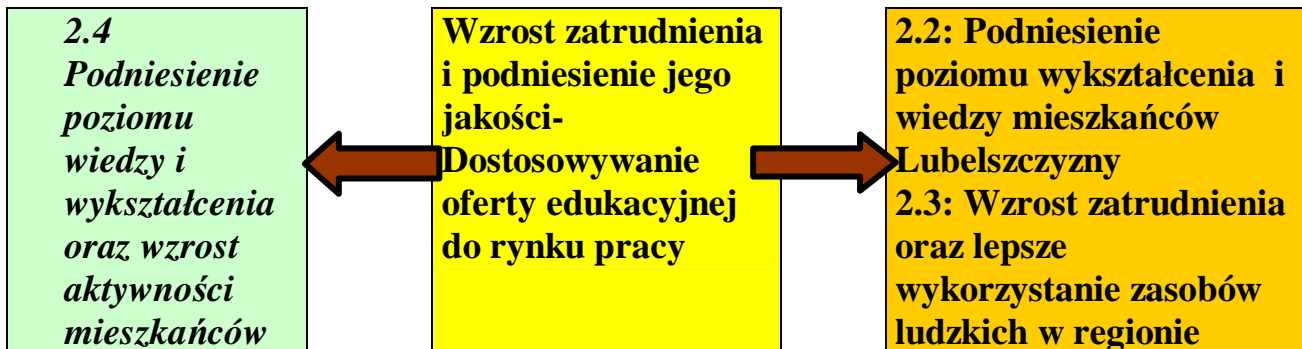 2.4
Podniesienie
poziomu
wiedzy i
wykształcenia
oraz wzrost
aktywności
mieszkańców
Wzrost zatrudnienia
i podniesienie jego
jakości-
Dostosowywanie
oferty edukacyjnej
do rynku pracy
2.2: Podniesienie
poziomu wykształcenia i
wiedzy mieszkańców
Lubelszczyzny
2.3: Wzrost zatrudnienia
oraz lepsze
wykorzystanie zasobów
ludzkich w regionie